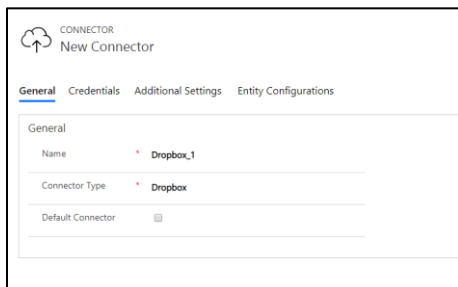 CONNECTOR
New Connector
General Credentials Additional Settings Entity Configurations
General
Name * Dropbox_1
Connector Type * Dropbox
Default Connector